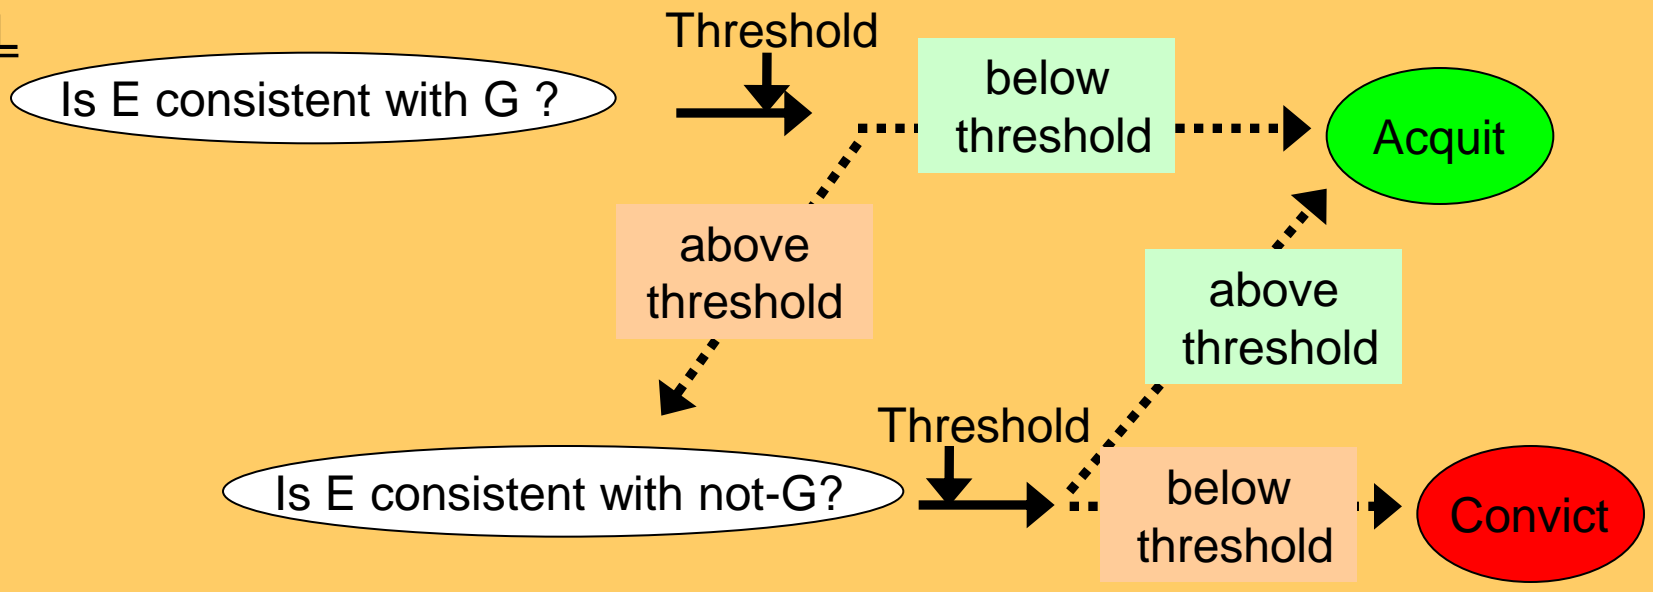 Threshold
Is E consistent with G ?
below
threshold
Acquit
above
threshold
above
threshold
Threshold
Is E consistent with not-G?
below
threshold
Convict